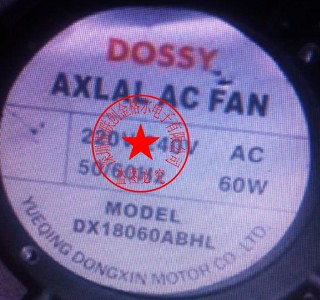 DOSSY
AXLAL AC FAN
220V-240V AC
50/60HZ 60W
MODEL
DX18060ABHL
YUEQING DONGXIN MOTOR CO.,LTD.